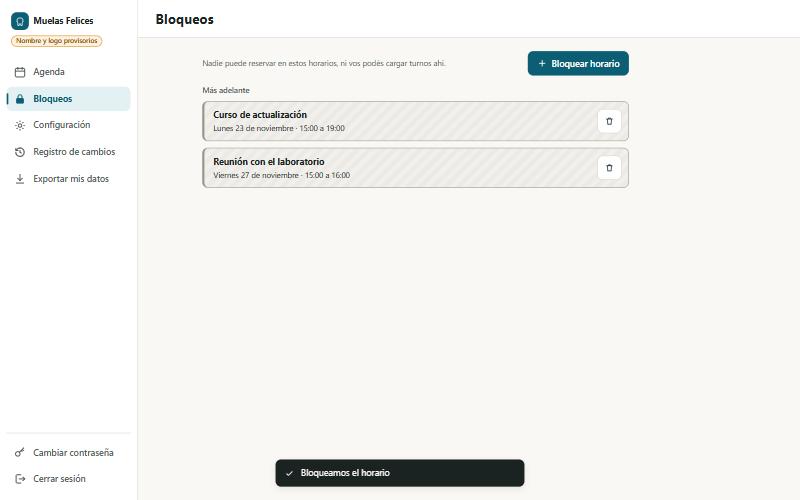 Muelas Felices
Nombre y logo provisorios
Agenda
Bloqueos
Configuración
Registro de cambios
Exportar mis datos
Cambiar contraseña
Cerrar sesión
Bloqueos
Nadie puede reservar en estos horarios, ni vos podés cargar turnos ahí.
+ Bloquear horario
Más adelante
Curso de actualización
Lunes 23 de noviembre · 15:00 a 19:00
Reunión con el laboratorio
Viernes 27 de noviembre · 15:00 a 16:00
Bloqueamos el horario